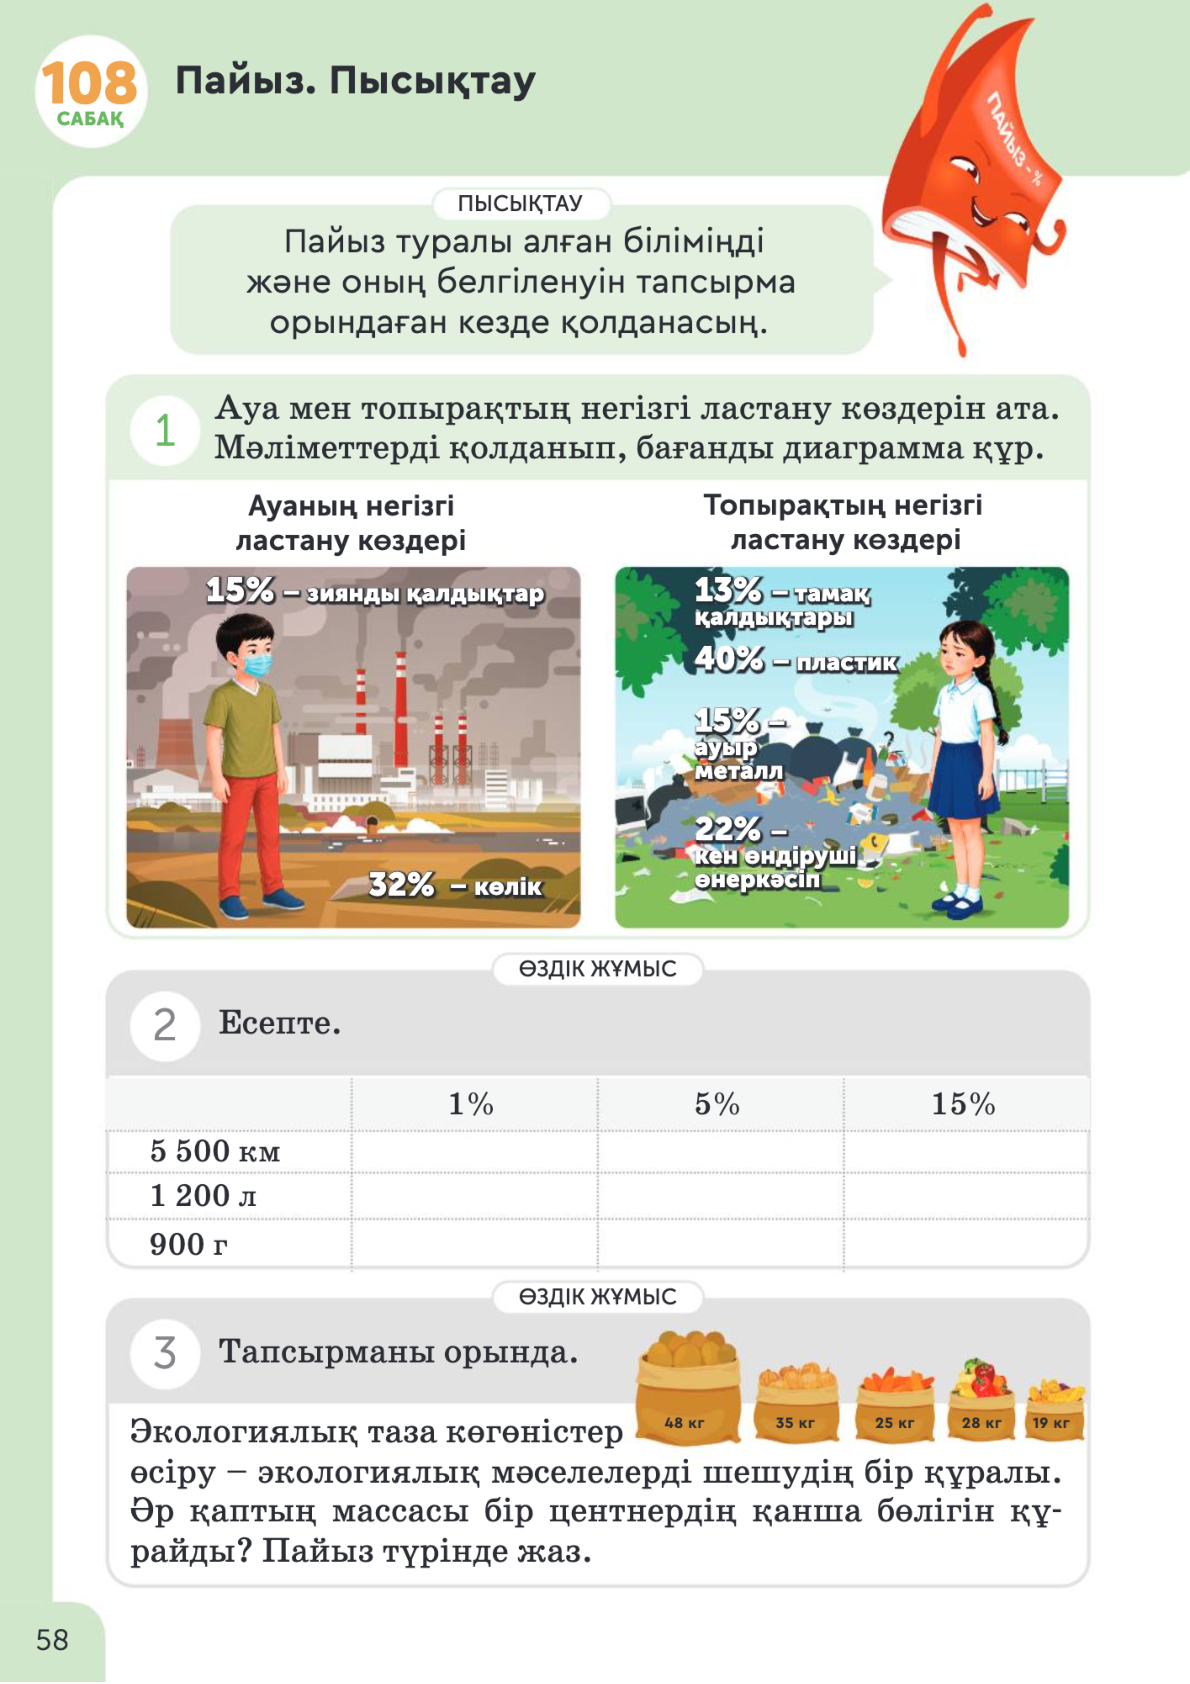 108
САБАҚ
Пайыз. Пысықтау
ПАЙЫЗ - %
ПЫСЫҚТАУ
Пайыз туралы алған біліміңді
және оның белгіленуін тапсырма
орындаған кезде қолданасың.
1
Ауа мен топырақтың негізгі ластану көздерін ата.
Мәліметтерді қолданып, бағанды диаграмма құр.
Ауаның негізгі
ластану көздері
15% – зиянды қалдықтар
32% – көлік
Топырақтың негізгі
ластану көздері
13% – тамақ
қалдықтары
40% – пластик
15% –
ауыр
металл
22% –
кен өндіруші
өнеркәсіп
ӨЗДІК ЖҰМЫС
2 Есепте.
1% 5% 15%
5 500 км
1 200 л
900 г
ӨЗДІК ЖҰМЫС
3 Тапсырманы орында.
48 кг 35 кг 25 кг 28 кг 19 кг
Экологиялық таза көгөністер
өсіру – экологиялық мәселелерді шешудің бір құралы.
Әр қаптың массасы бір центнердің қанша бөлігін құ-
райды? Пайыз түрінде жаз.
58